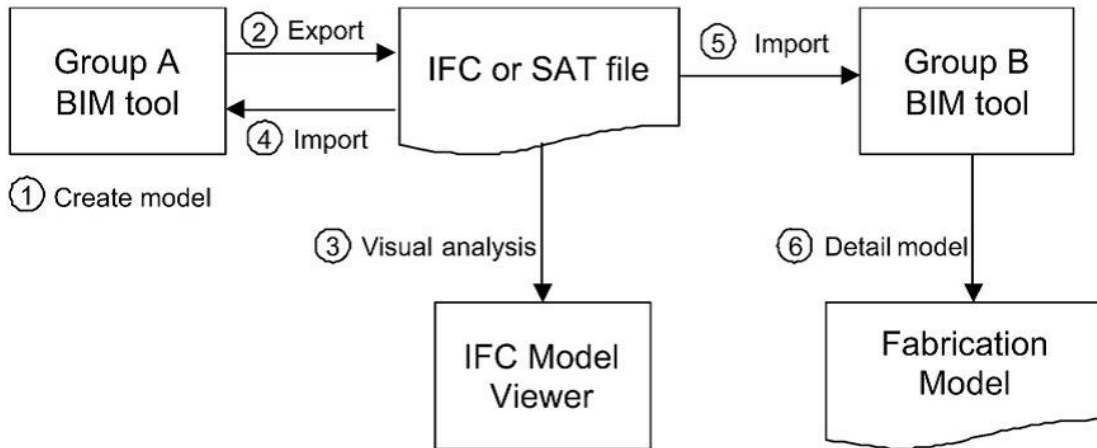 Group A
BIM tool
2 Export
4 Import
1 Create model
IFC or SAT file
3 Visual analysis
IFC Model
Viewer
5 Import
Group B
BIM tool
6 Detail model
Fabrication
Model